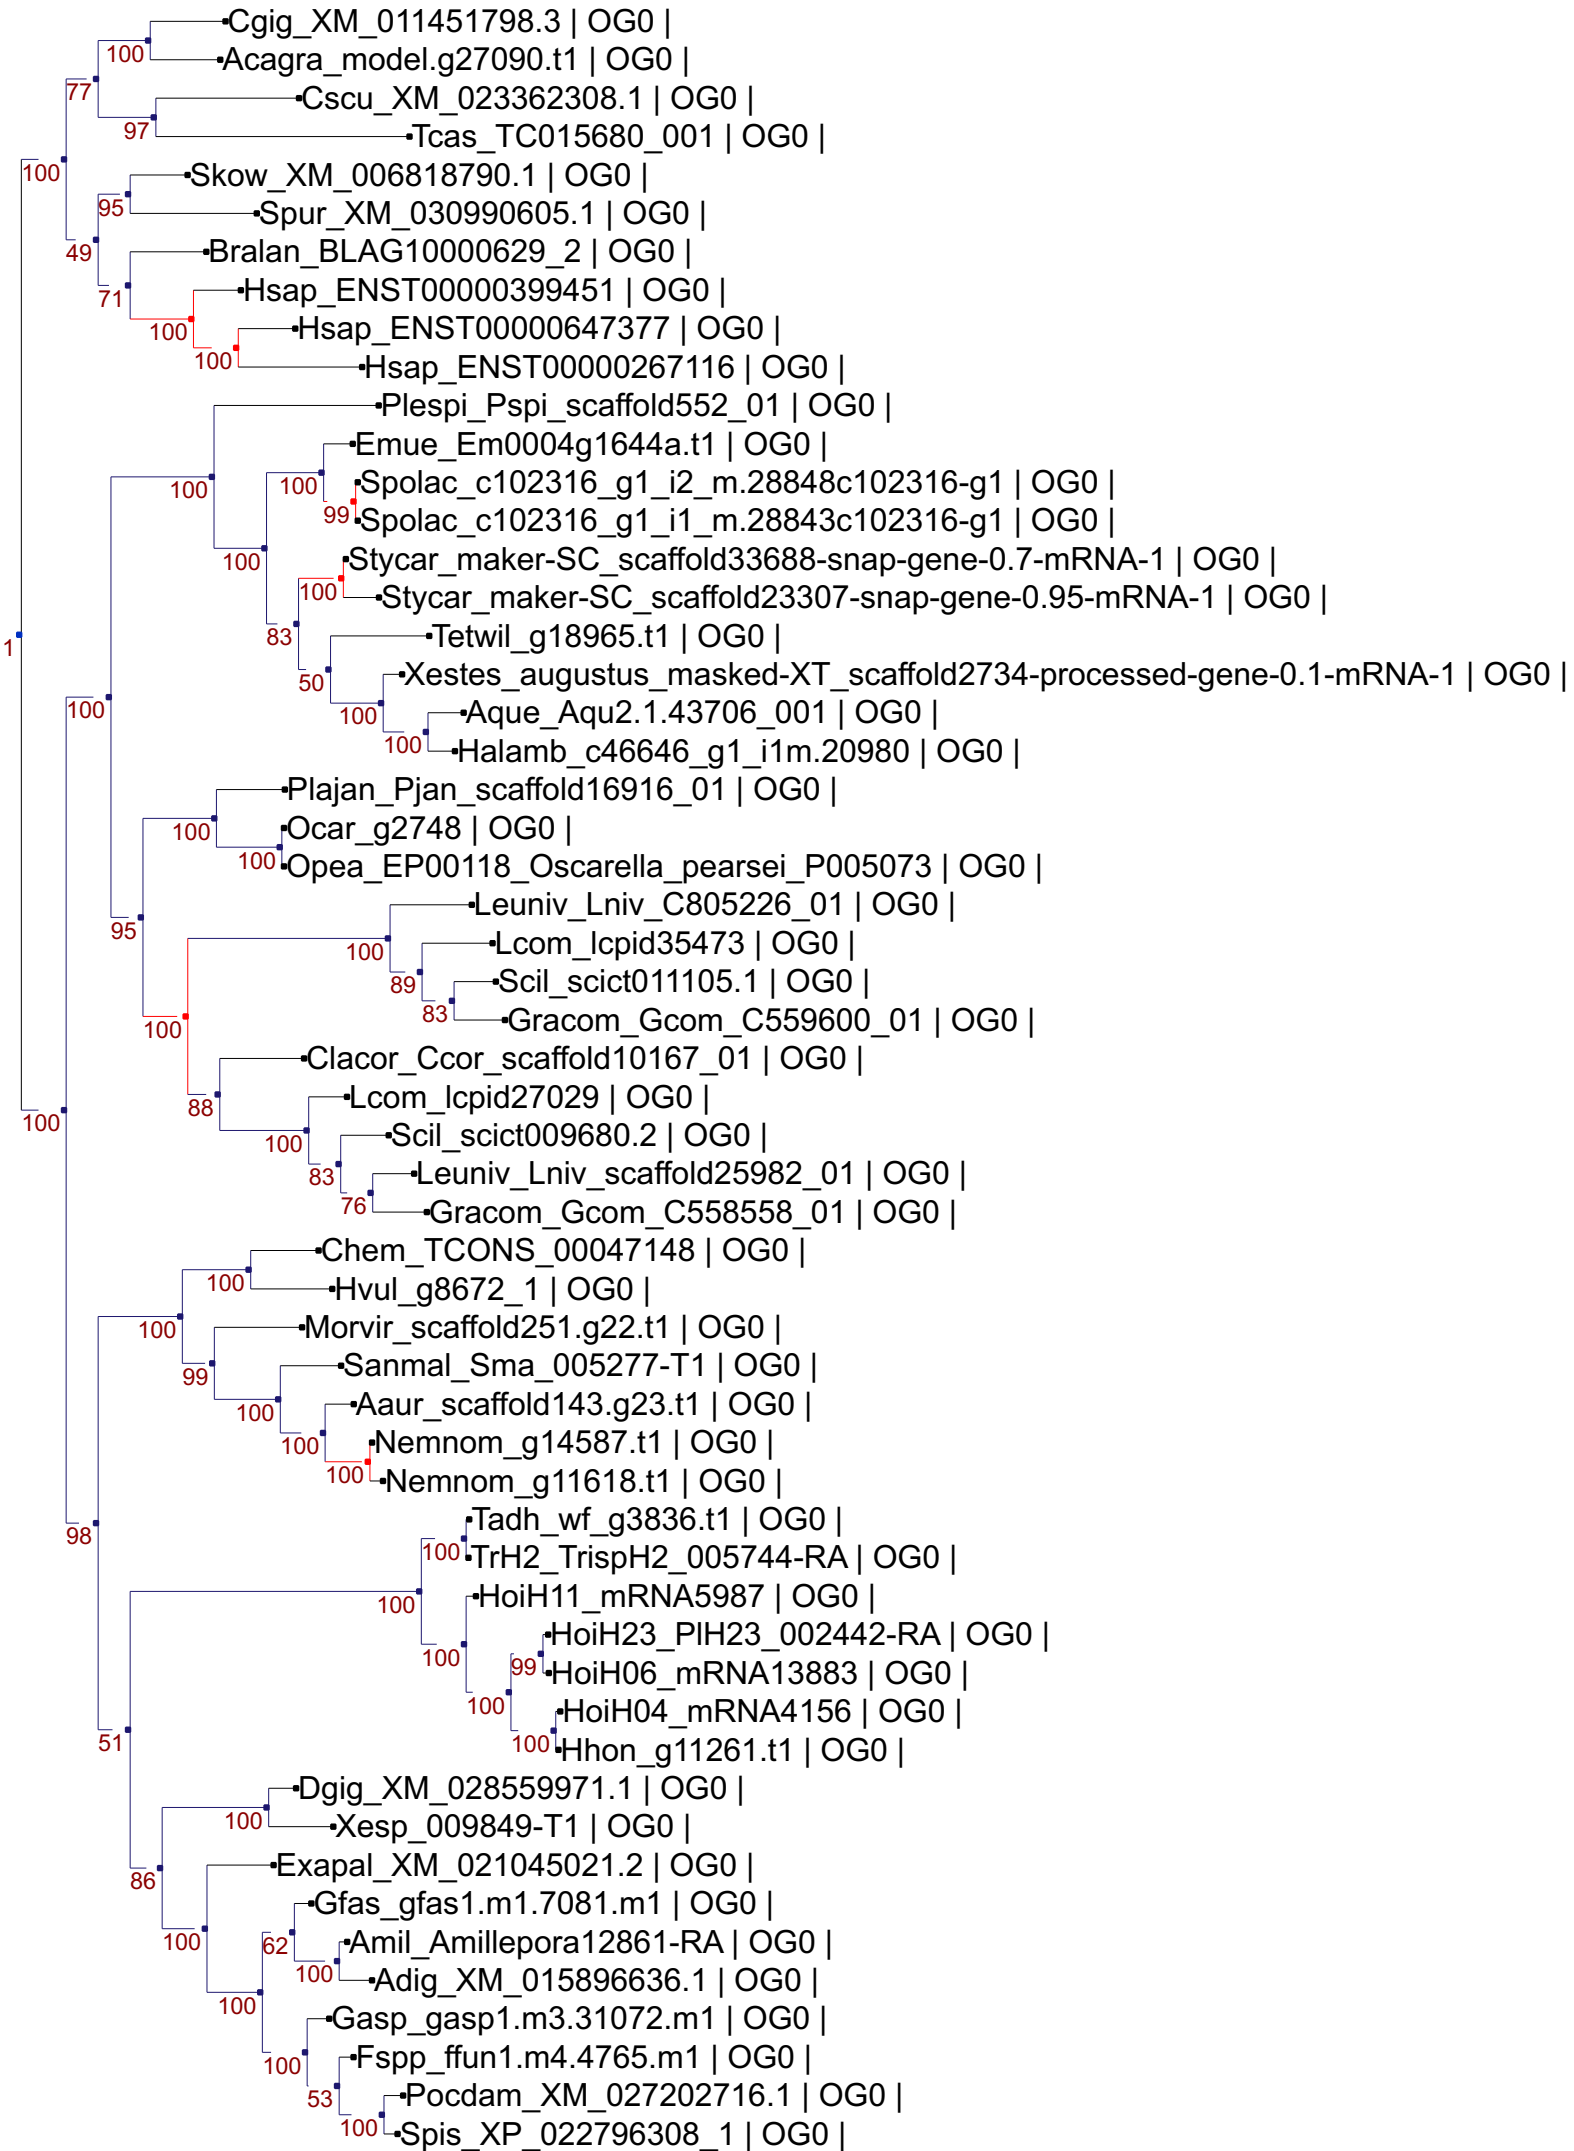 Cgig_XM_011451798.3 | OG0 |
100
Acagra_model.g27090.t1 | OG0 |
77
Cscu_XM_023362308.1 | OG0 |
97
Tcas_TC015680_001 | OG0 |
100
Skow_XM_006818790.1 | OG0 |
95
Spur_XM_030990605.1 | OG0 |
49
Bralan_BLAG10000629_2 | OG0 |
71
Hsap_ENST00000399451 | OG0 |
100
Hsap_ENST00000647377 | OG0 |
100
Hsap_ENST00000267116 | OG0 |
Plespi_Pspi_scaffold552_01 | OG0 |
Emue_Em0004g1644a.t1 | OG0 |
100
100
Spolac_c102316_g1_i2_m.28848c102316-g1 | OG0 |
99
Spolac_c102316_g1_i1_m.28843c102316-g1 | OG0 |
100
Stycar_maker-SC_scaffold33688-snap-gene-0.7-mRNA-1 | OG0 |
100
Stycar_maker-SC_scaffold23307-snap-gene-0.95-mRNA-1 | OG0 |
83
Tetwil_g18965.t1 | OG0 |
1
50
Xestes_augustus_masked-XT_scaffold2734-processed-gene-0.1-mRNA-1 | OG0 |
100
100
Aque_Aqu2.1.43706_001 | OG0 |
100
Halamb_c46646_g1_i1m.20980 | OG0 |
Plajan_Pjan_scaffold16916_01 | OG0 |
100
Ocar_g2748 | OG0 |
100
Opea_EP00118_Oscarella_pearsei_P005073 | OG0 |
Leuniv_Lniv_C805226_01 | OG0 |
95
100
Lcom_lcpid35473 | OG0 |
89
Scil_scict011105.1 | OG0 |
83
Gracom_Gcom_C559600_01 | OG0 |
100
Clacor_Ccor_scaffold10167_01 | OG0 |
88
Lcom_lcpid27029 | OG0 |
100
100
Scil_scict009680.2 | OG0 |
83
Leuniv_Lniv_scaffold25982_01 | OG0 |
76
Gracom_Gcom_C558558_01 | OG0 |
Chem_TCONS_00047148 | OG0 |
100
Hvul_g8672_1 | OG0 |
100
Morvir_scaffold251.g22.t1 | OG0 |
99
Sanmal_Sma_005277-T1 | OG0 |
100
Aaur_scaffold143.g23.t1 | OG0 |
100
Nemnom_g14587.t1 | OG0 |
100
Nemnom_g11618.t1 | OG0 |
98
Tadh_wf_g3836.t1 | OG0 |
100
TrH2_TrispH2_005744-RA | OG0 |
100
HoiH11_mRNA5987 | OG0 |
100
HoiH23_PlH23_002442-RA | OG0 |
99
HoiH06_mRNA13883 | OG0 |
100
HoiH04_mRNA4156 | OG0 |
51
100
Hhon_g11261.t1 | OG0 |
Dgig_XM_028559971.1 | OG0 |
100
Xesp_009849-T1 | OG0 |
86
Exapal_XM_021045021.2 | OG0 |
Gfas_gfas1.m1.7081.m1 | OG0 |
100
62
Amil_Amillepora12861-RA | OG0 |
100
Adig_XM_015896636.1 | OG0 |
100
Gasp_gasp1.m3.31072.m1 | OG0 |
100
Fspp_ffun1.m4.4765.m1 | OG0 |
53
Pocdam_XM_027202716.1 | OG0 |
100
Spis_XP_022796308_1 | OG0 |